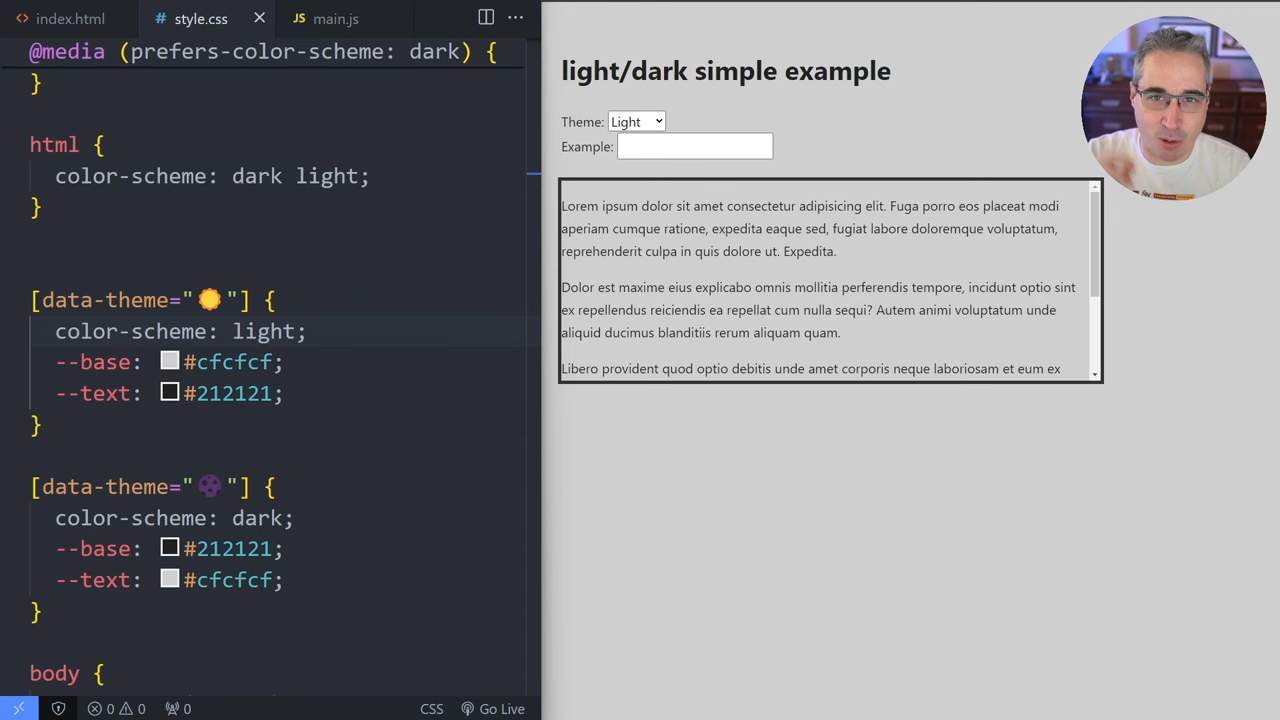 index.html
# style.css
JS main.js
@media (prefers-color-scheme: dark) {
}
html {
color-scheme: dark light;
}
[data-theme="🌞"] {
color-scheme: light;
--base: #cfcfcf;
--text: #212121;
}
[data-theme="🌚"] {
color-scheme: dark;
--base: #212121;
--text: #cfcfcf;
}
body {
0 0 0
CSS
Go Live
light/dark simple example
Theme: Light
Example:
Lorem ipsum dolor sit amet consectetur adipisicing elit. Fuga porro eos placeat modi
aperiam cumque ratione, expedita eaque sed, fugiat labore doloremque voluptatum,
reprehenderit culpa in quis dolore ut. Expedita.
Dolor est maxime eius explicabo omnis mollitia perferendis tempore, incidunt optio sint
ex repellendus reiciendis ea repellat cum nulla sequi? Autem animi voluptatum unde
aliquid ducimus blanditiis rerum aliquam quam.
Libero provident quod optio debitis unde amet corporis neque laboriosam et eum ex